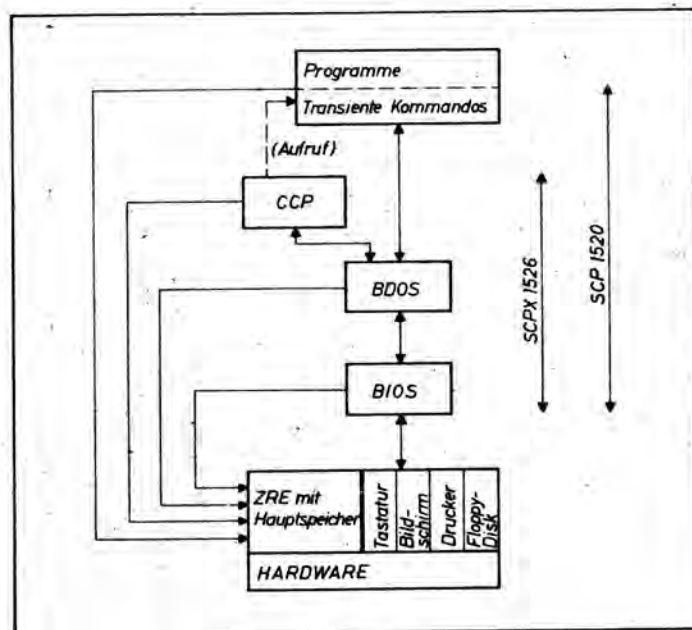 Programme
Transiente Kommandos
(Aufruf)
CCP
BDOS
BIOS
SCPX 1526
SCP 1520
ZRE mit
Hauptspeicher
Tastatur
Bild-
schirm
Drucker
Floppy-
Disk
HARDWARE